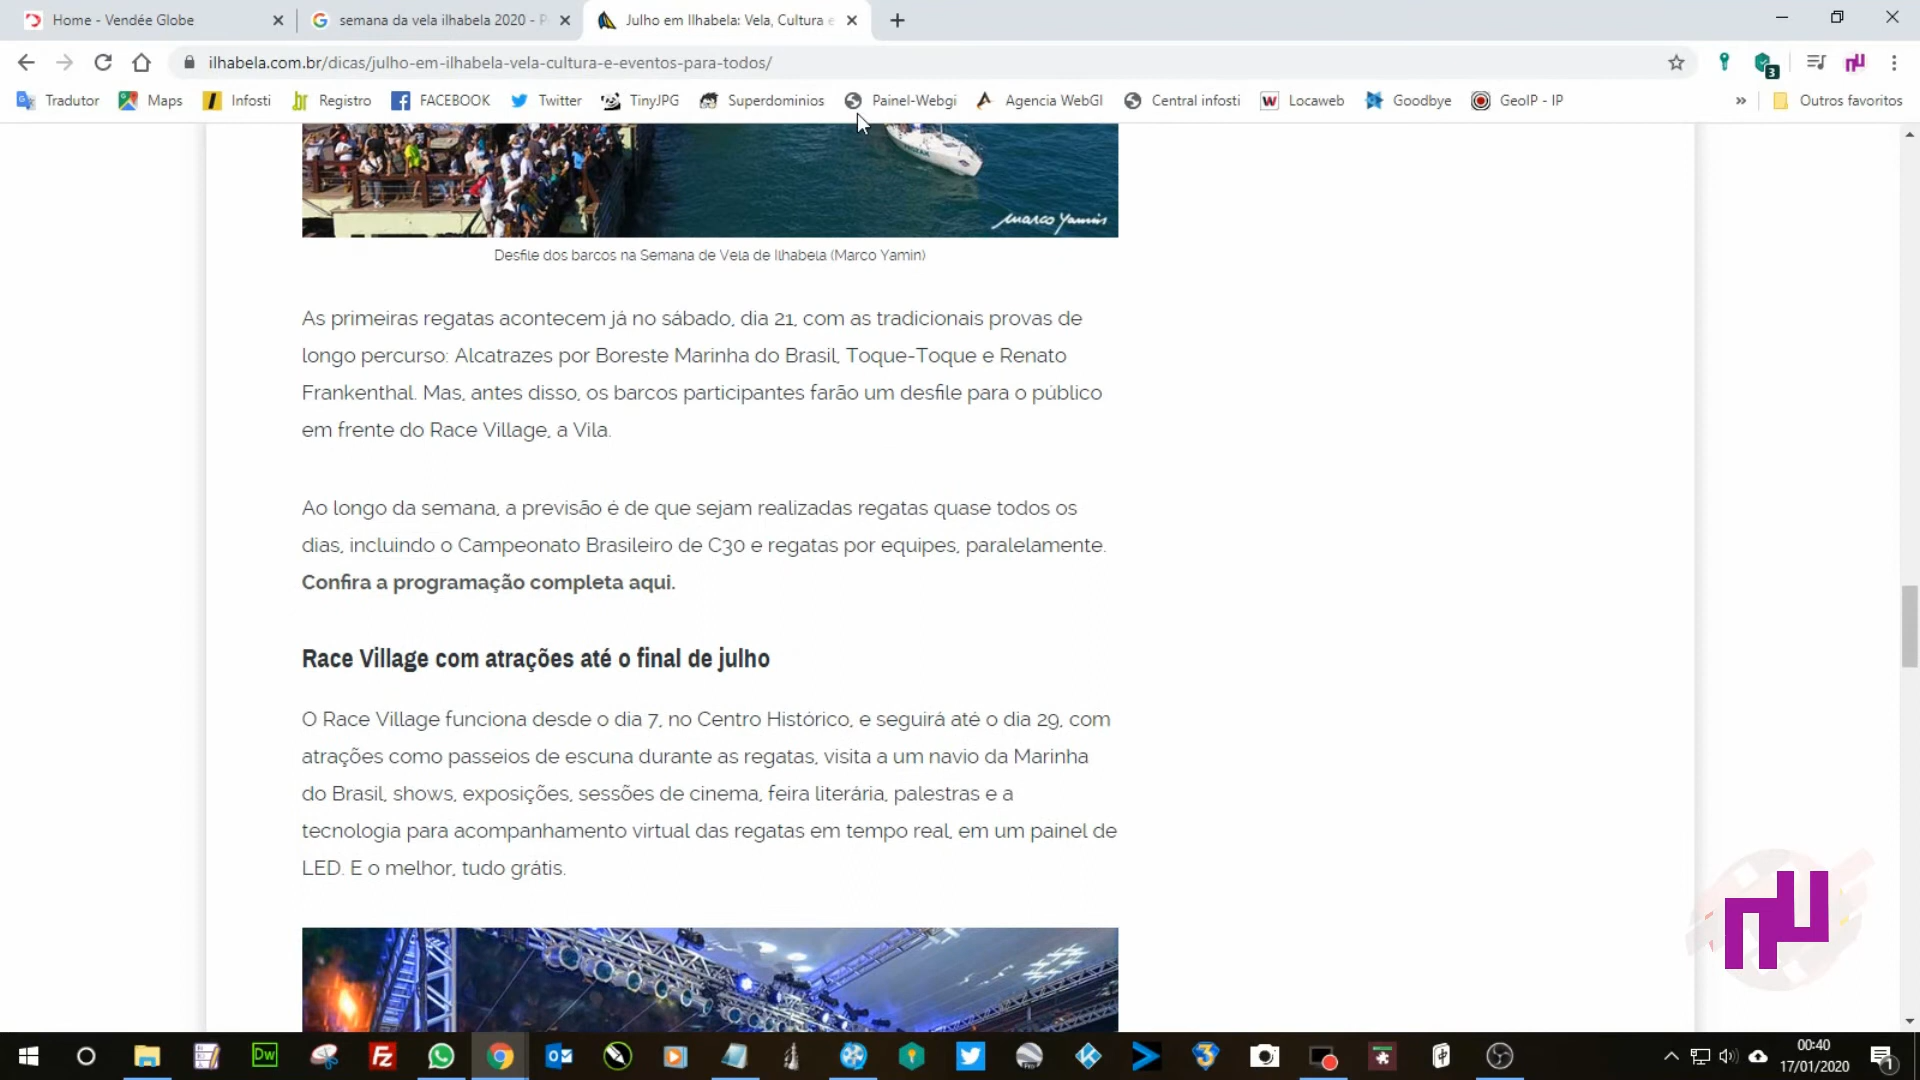 Home - Vendée Globe
semana da vela ilhabela 2020 - P
Julho em Ilhabela: Vela, Cultura e
ilhabela.com.br/dicas/julho-em-ilhabela-vela-cultura-e-eventos-para-todos/
3
Tradutor Maps Infosti Registro FACEBOOK Twitter TinyJPG Superdominios Painel-Webgi Agencia WebGI Central infosti Locaweb Goodbye GeoIP - IP » Outros favoritos
Marco Yamin
Desfile dos barcos na Semana de Vela de Ilhabela (Marco Yamin)
As primeiras regatas acontecem já no sábado, dia 21, com as tradicionais provas de
longo percurso: Alcatrazes por Boreste Marinha do Brasil, Toque-Toque e Renato
Frankenthal. Mas, antes disso, os barcos participantes farão um desfile para o público
em frente do Race Village, a Vila.
Ao longo da semana, a previsão é de que sejam realizadas regatas quase todos os
dias, incluindo o Campeonato Brasileiro de C30 e regatas por equipes, paralelamente.
Confira a programação completa aqui.
Race Village com atrações até o final de julho
O Race Village funciona desde o dia 7, no Centro Histórico, e seguirá até o dia 29, com
atrações como passeios de escuna durante as regatas, visita a um navio da Marinha
do Brasil, shows, exposições, sessões de cinema, feira literária, palestras e a
tecnologia para acompanhamento virtual das regatas em tempo real, em um painel de
LED. E o melhor, tudo grátis.
Dw
Fz
00:40
17/01/2020
1